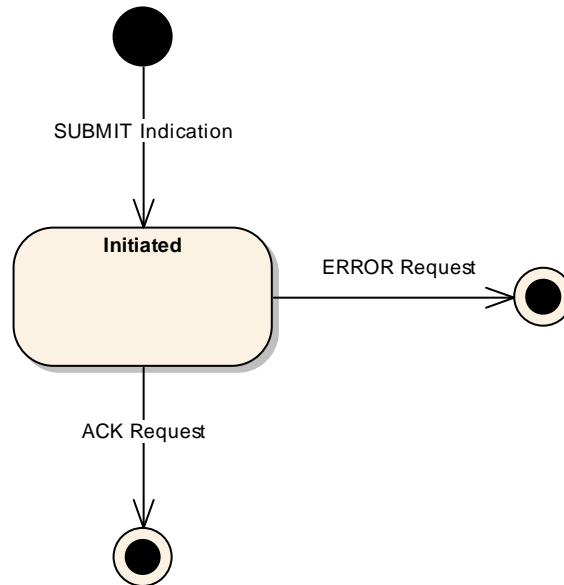 SUBMIT Indication
Initiated
ERROR Request
ACK Request